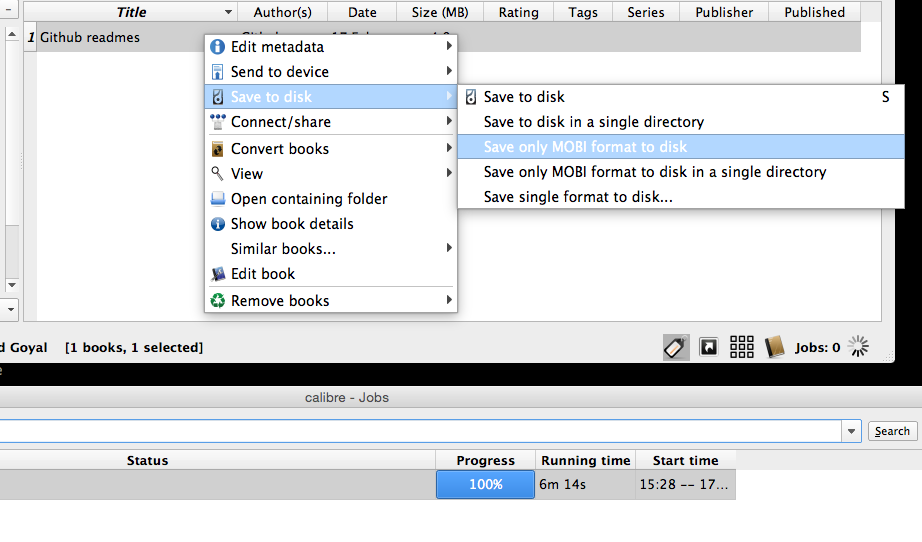 Title Author(s) Date Size (MB) Rating Tags Series Publisher Published
1 Github readmes
Edit metadata
Send to device
Save to disk
Connect/share
Convert books
View
Open containing folder
Show book details
Similar books...
Edit book
Remove books
Save to disk S
Save to disk in a single directory
Save only MOBI format to disk
Save only MOBI format to disk in a single directory
Save single format to disk...
d Goyal [1 books, 1 selected] Jobs: 0
calibre - Jobs
Search
Status Progress Running time Start time
100% 6m 14s 15:28 -- 17...